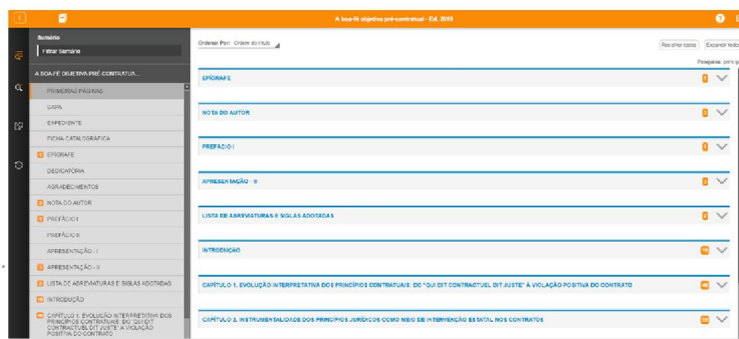 A boa-fé objetiva pré-contratual - Ed. 2019
Sumário
Filtrar Sumário
A BOA-FÉ OBJETIVA PRÉ-CONTRATUA...
PRIMEIRAS PÁGINAS
CAPA
EXPEDIENTE
FICHA CATALOGRÁFICA
EPÍGRAFE
DEDICATÓRIA
AGRADECIMENTOS
NOTA DO AUTOR
PREFÁCIO I
PREFÁCIO II
APRESENTAÇÃO - I
APRESENTAÇÃO - II
LISTA DE ABREVIATURAS E SIGLAS ADOTADAS
INTRODUÇÃO
CAPÍTULO 1. EVOLUÇÃO INTERPRETATIVA DOS
PRINCÍPIOS CONTRATUAIS: DO "QUI DIT
CONTRACTUEL DIT JUSTE" À VIOLAÇÃO
POSITIVA DO CONTRATO
Ordenar Por: Ordem do título
Recolher todos
Expandir todos
EPÍGRAFE
NOTA DO AUTOR
PREFÁCIO I
APRESENTAÇÃO - II
LISTA DE ABREVIATURAS E SIGLAS ADOTADAS
INTRODUÇÃO
CAPÍTULO 1. EVOLUÇÃO INTERPRETATIVA DOS PRINCÍPIOS CONTRATUAIS: DO "QUI DIT CONTRACTUEL DIT JUSTE" À VIOLAÇÃO POSITIVA DO CONTRATO
CAPÍTULO 2. INSTRUMENTALIDADE DOS PRINCÍPIOS JURÍDICOS COMO MEIO DE INTERVENÇÃO ESTATAL NOS CONTRATOS